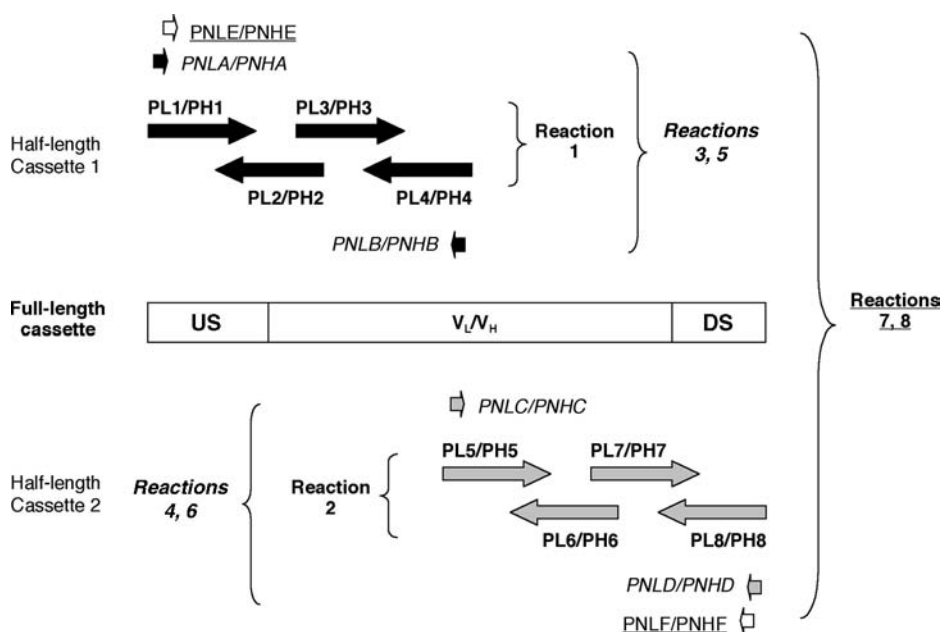 PNLE/PNHE
PNLA/PNHA
PL1/PH1 PL3/PH3
Half-length
Cassette 1
Reaction
1
Reactions
3, 5
PL2/PH2 PL4/PH4
PNLB/PNHB
Full-length
cassette
US VL/VH DS
Reactions
7, 8
PNLC/PNHC
PL5/PH5 PL7/PH7
Half-length
Cassette 2
Reactions
4, 6
Reaction
2
PL6/PH6 PL8/PH8
PNLD/PNHD
PNLF/PNHF